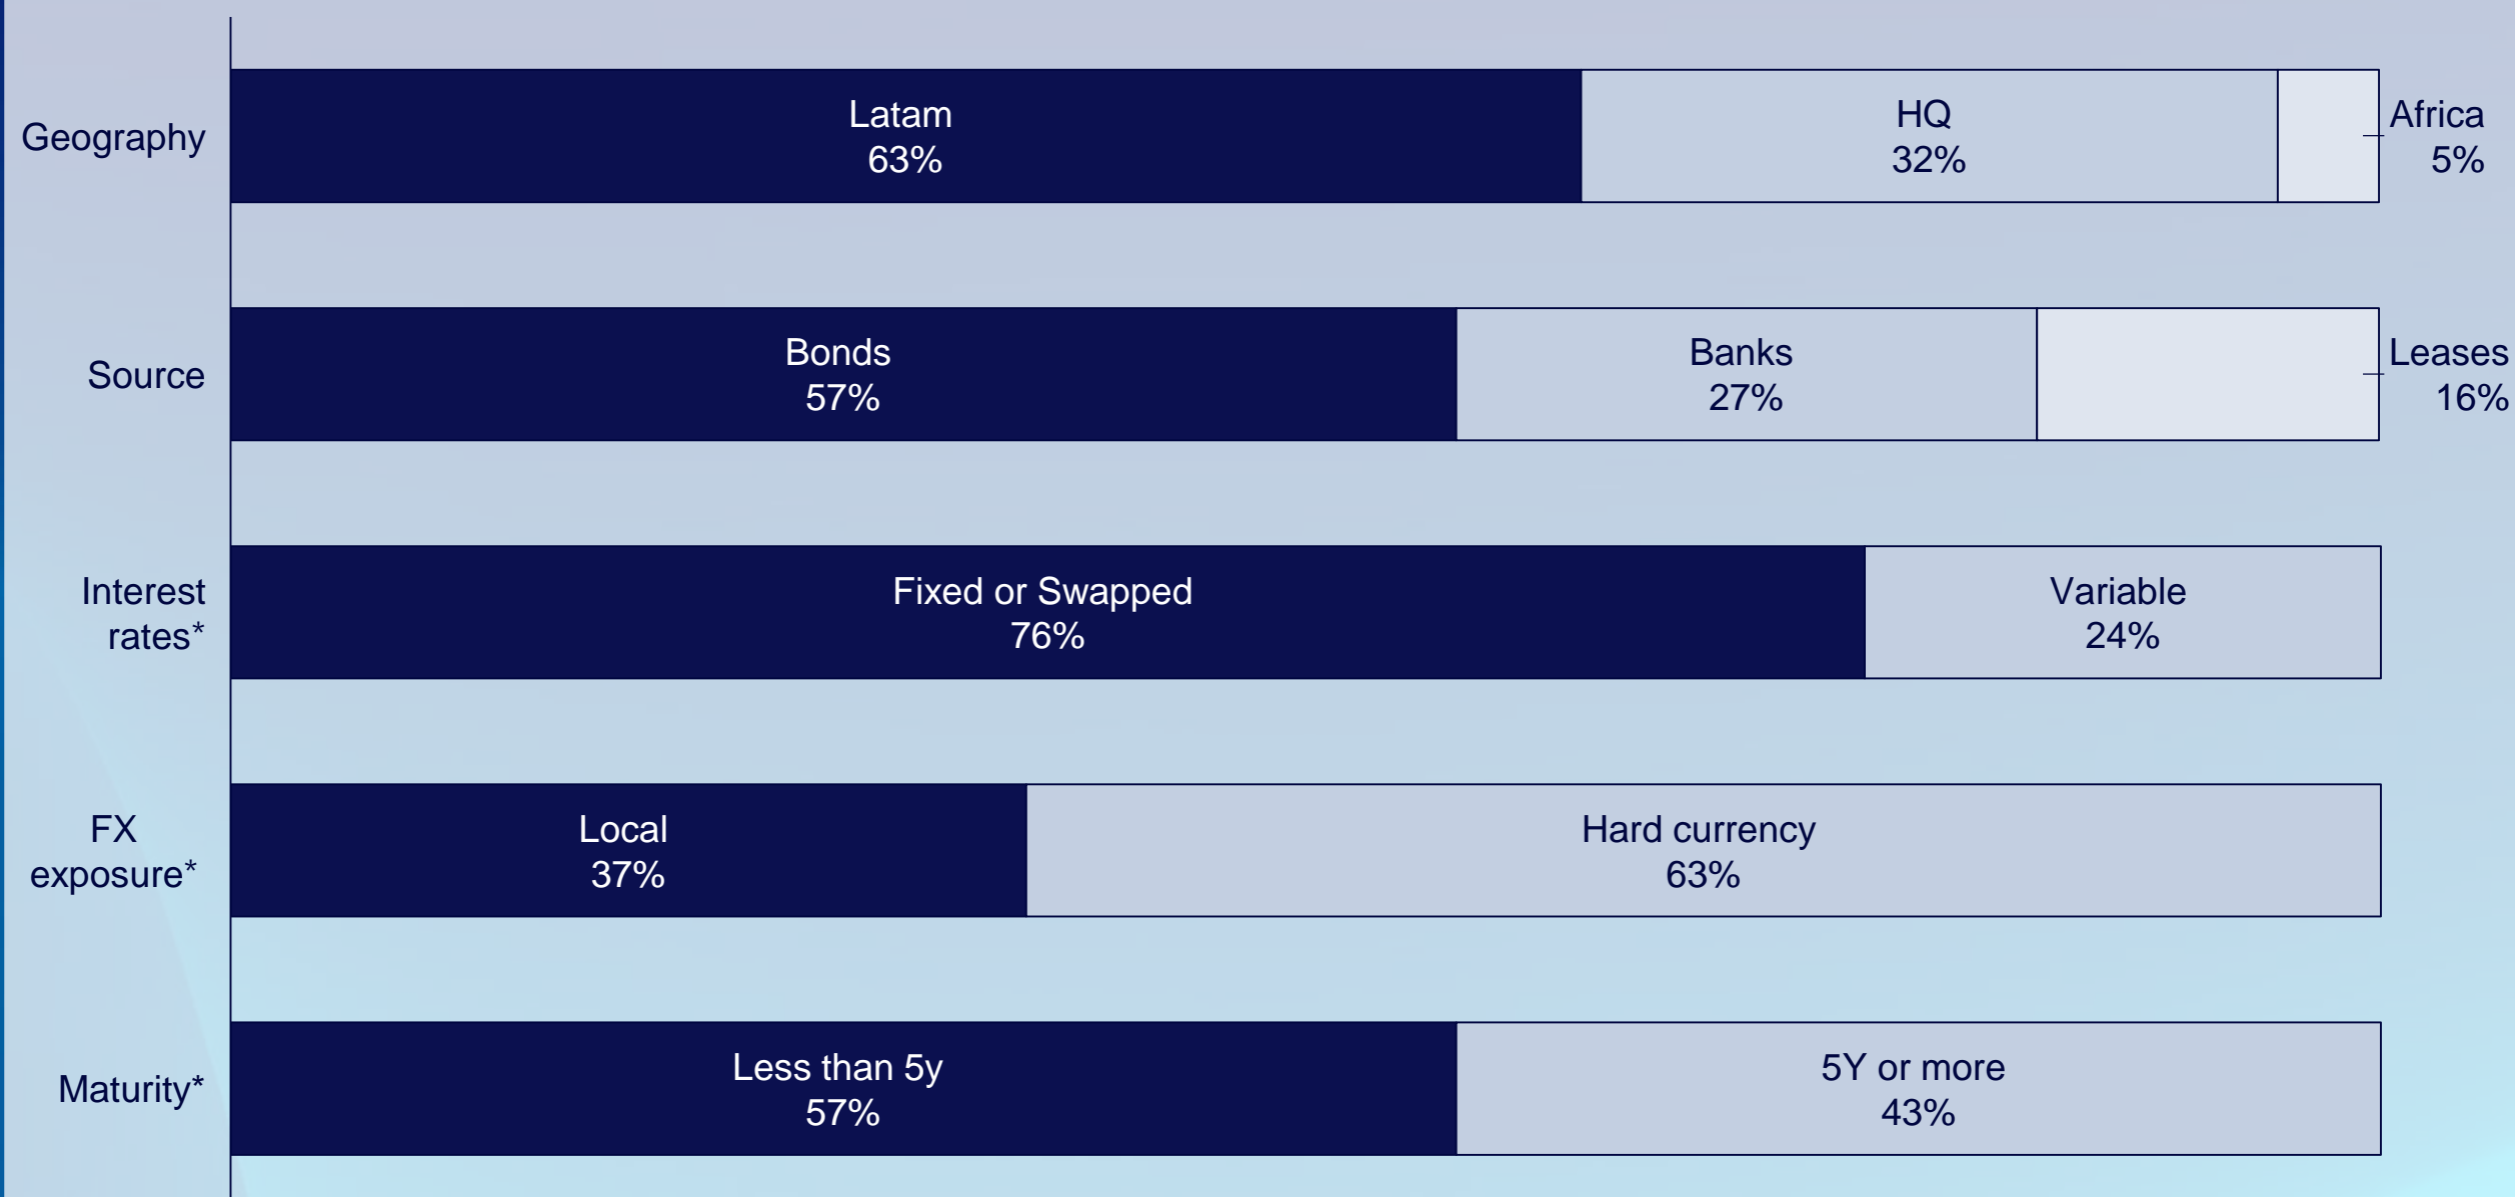 Geography
Latam
63%
HQ
32%
Africa
5%
Source
Bonds
57%
Banks
27%
Leases
16%
Interest
rates*
Fixed or Swapped
76%
Variable
24%
FX
exposure*
Local
37%
Hard currency
63%
Maturity*
Less than 5y
57%
5Y or more
43%